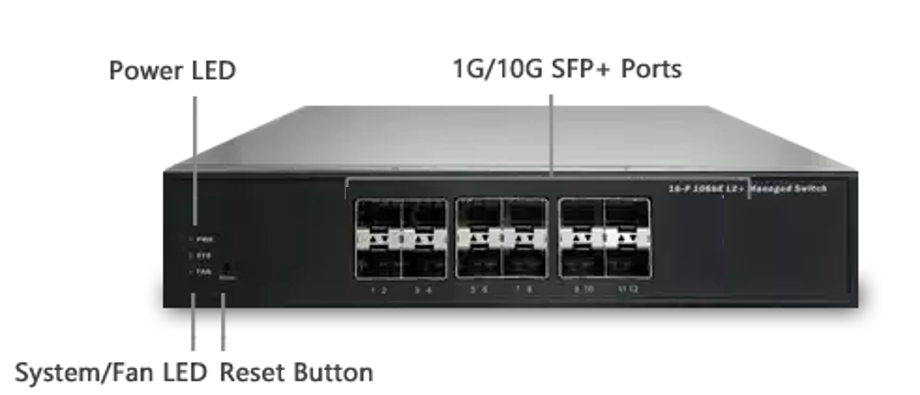 Power LED
1G/10G SFP+ Ports
16-P 10GbE L2+ Managed Switch
PWR
SYS
FAN
Reset
1 2 3 4 5 6 7 8 9 10 11 12
System/Fan LED Reset Button